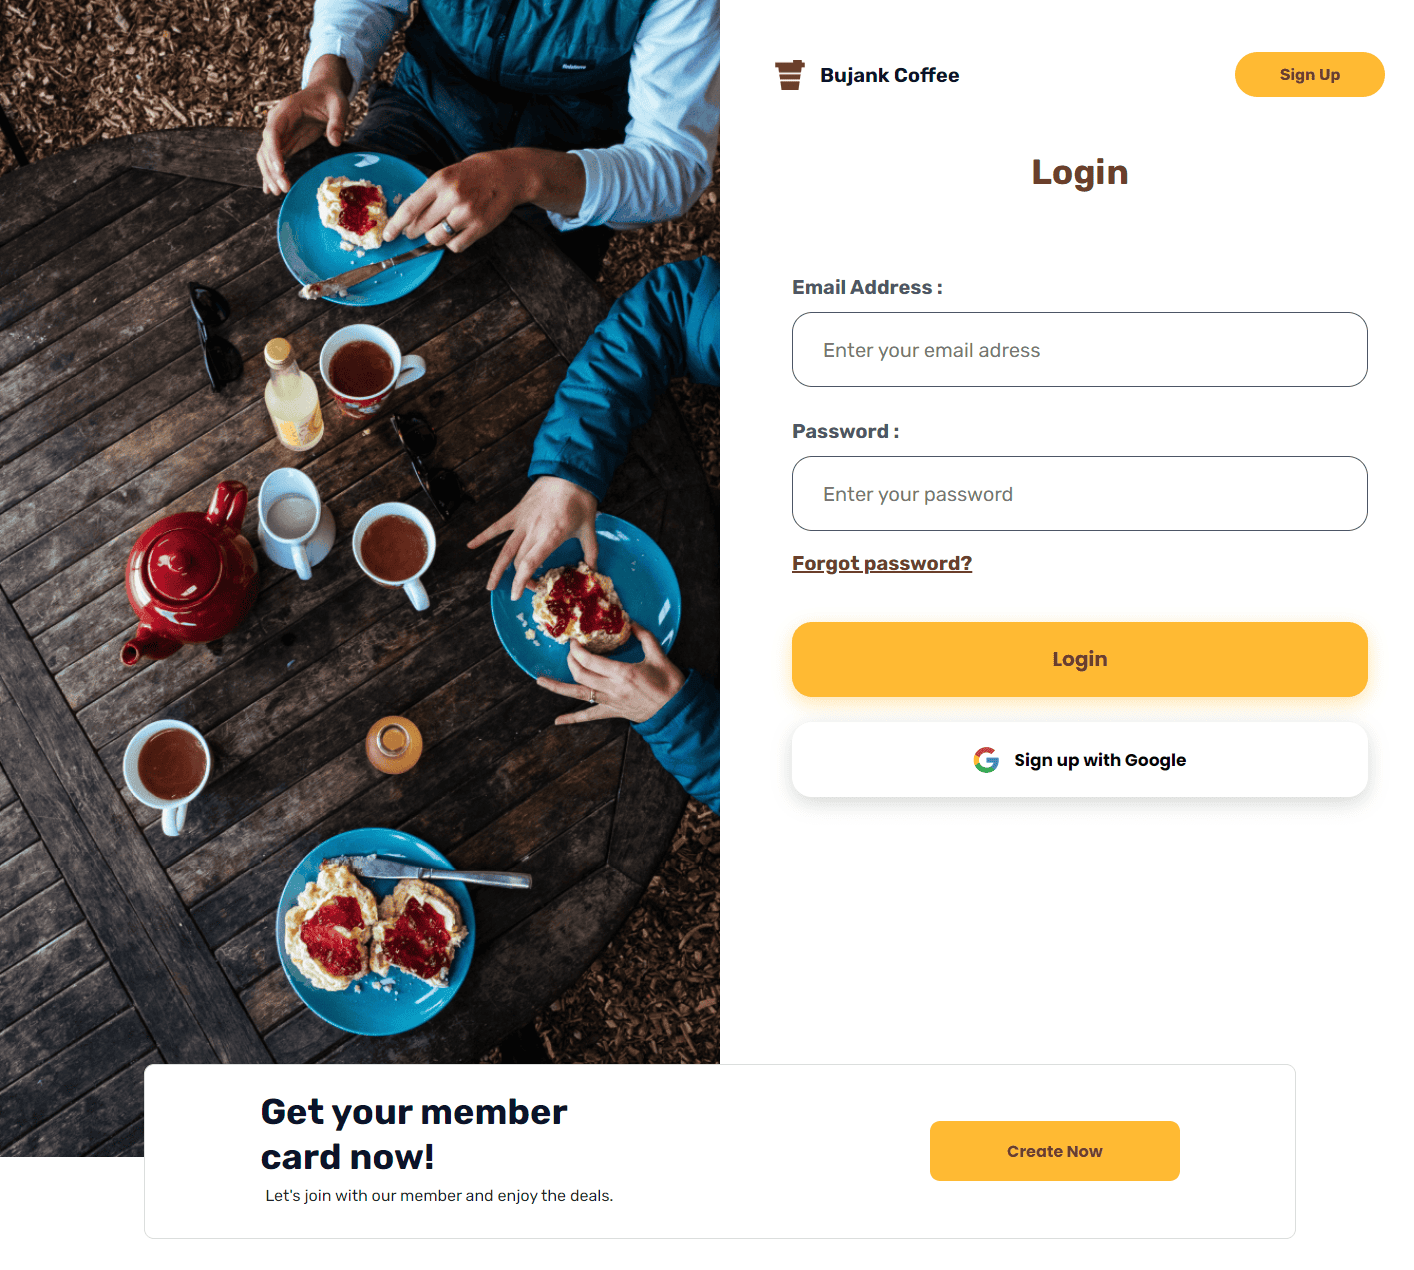 Bujank Coffee
Sign Up
Login
Email Address :
Enter your email adress
Password :
Enter your password
Forgot password?
Login
Sign up with Google
Get your member
card now!
Let's join with our member and enjoy the deals.
Create Now